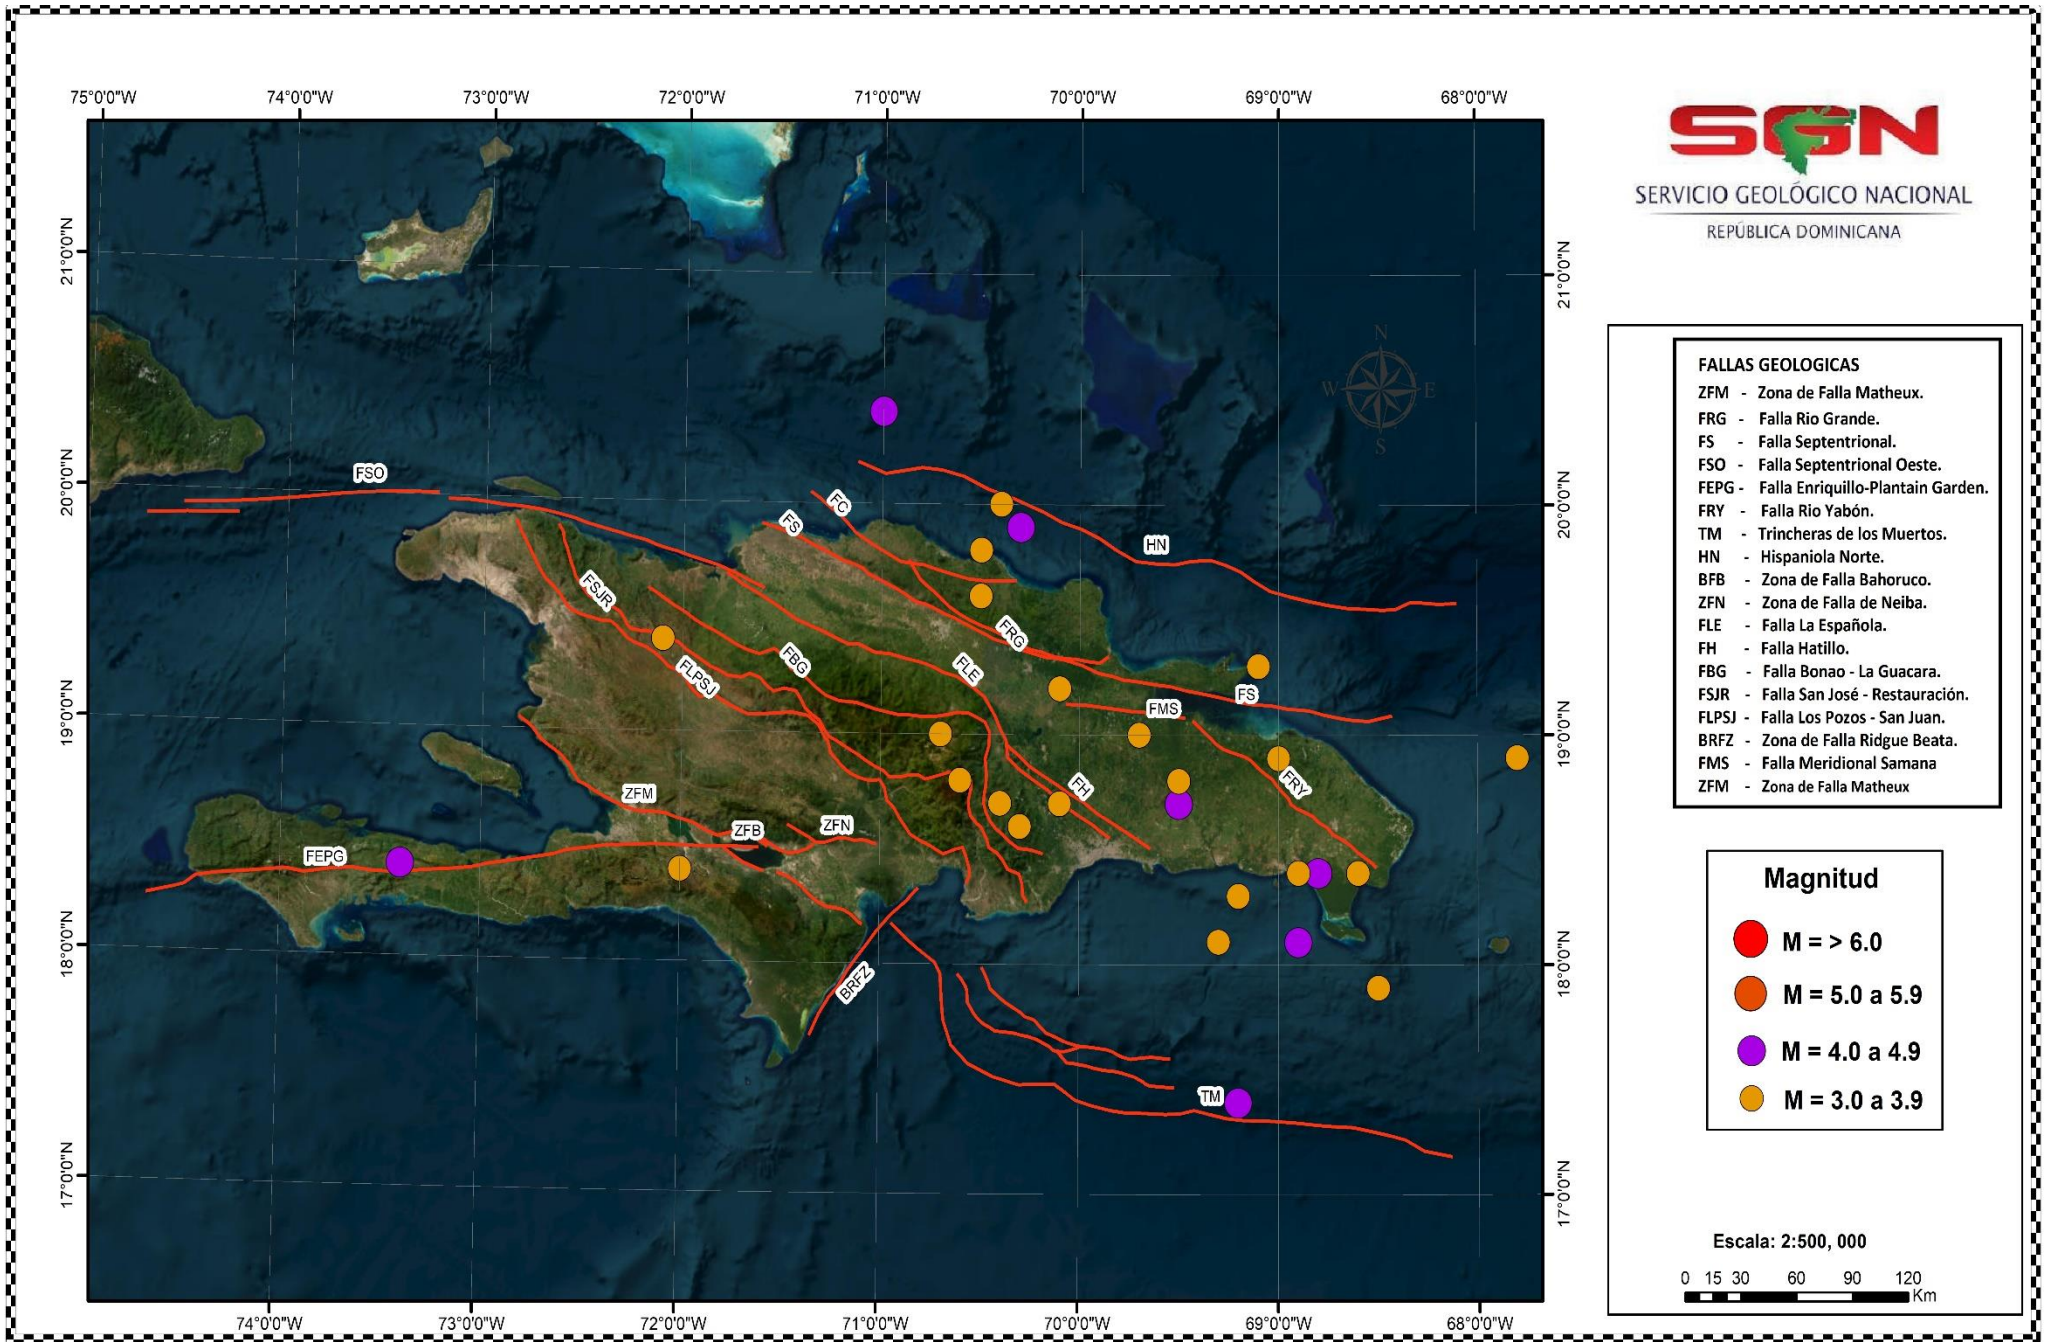 75°0'0"W 74°0'0"W 73°0'0"W 72°0'0"W 71°0'0"W 70°0'0"W 69°0'0"W 68°0'0"W
21°0'0"N
20°0'0"N
19°0'0"N
18°0'0"N
17°0'0"N
N
W E
S
FSO
FC
FS
HN
FSJR
FRG
FBG
FLPSJ
FLE
FS
FMS
FH
FRY
ZFM
ZFB
ZFN
FEPG
BRFZ
TM
21°0'0"N
20°0'0"N
19°0'0"N
18°0'0"N
17°0'0"N
74°0'0"W 73°0'0"W 72°0'0"W 71°0'0"W 70°0'0"W 69°0'0"W 68°0'0"W
SGN
SERVICIO GEOLÓGICO NACIONAL
REPÚBLICA DOMINICANA
FALLAS GEOLOGICAS
ZFM - Zona de Falla Matheux.
FRG - Falla Rio Grande.
FS - Falla Septentrional.
FSO - Falla Septentrional Oeste.
FEPG - Falla Enriquillo-Plantain Garden.
FRY - Falla Rio Yabón.
TM - Trincheras de los Muertos.
HN - Hispaniola Norte.
BFB - Zona de Falla Bahoruco.
ZFN - Zona de Falla de Neiba.
FLE - Falla La Española.
FH - Falla Hatillo.
FBG - Falla Bonao - La Guacara.
FSJR - Falla San José - Restauración.
FLPSJ - Falla Los Pozos - San Juan.
BRFZ - Zona de Falla Ridgue Beata.
FMS - Falla Meridional Samana
ZFM - Zona de Falla Matheux
Magnitud
M = > 6.0
M = 5.0 a 5.9
M = 4.0 a 4.9
M = 3.0 a 3.9
Escala: 2:500, 000
0 15 30 60 90 120
Km